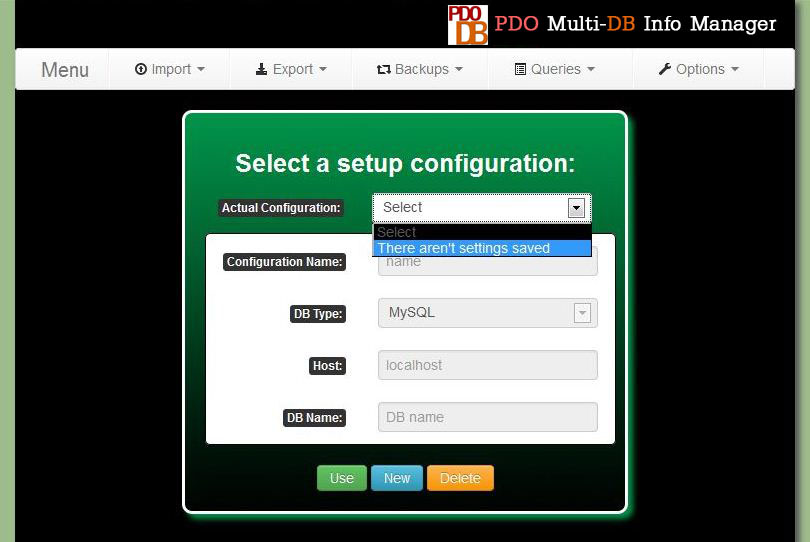 PDO
DB
PDO Multi-DB Info Manager
Menu Import Export Backups Queries Options
Select a setup configuration:
Actual Configuration: Select
Select
There aren't settings saved
Configuration Name: name
DB Type: MySQL
Host: localhost
DB Name: DB name
Use New Delete